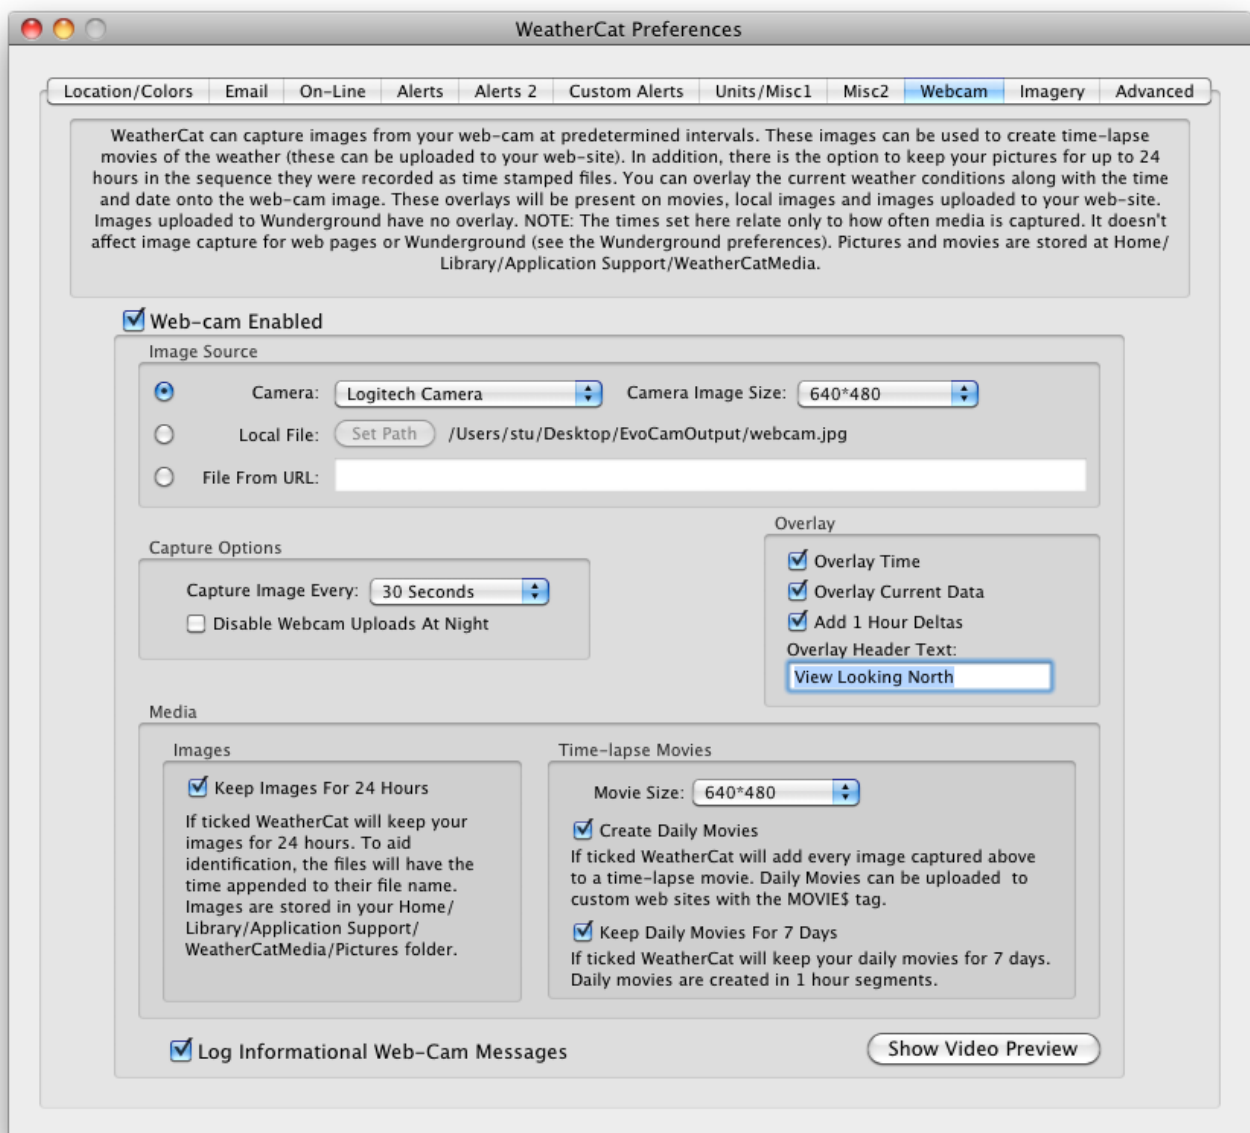 WeatherCat Preferences
Location/Colors Email On-Line Alerts Alerts 2 Custom Alerts Units/Misc1 Misc2 Webcam Imagery Advanced
WeatherCat can capture images from your web-cam at predetermined intervals. These images can be used to create time-lapse
movies of the weather (these can be uploaded to your web-site). In addition, there is the option to keep your pictures for up to 24
hours in the sequence they were recorded as time stamped files. You can overlay the current weather conditions along with the time
and date onto the web-cam image. These overlays will be present on movies, local images and images uploaded to your web-site.
Images uploaded to Wunderground have no overlay. NOTE: The times set here relate only to how often media is captured. It doesn't
affect image capture for web pages or Wunderground (see the Wunderground preferences). Pictures and movies are stored at Home/
Library/Application Support/WeatherCatMedia.
Web-cam Enabled
Image Source
Camera: Logitech Camera Camera Image Size: 640*480
Local File: Set Path /Users/stu/Desktop/EvoCamOutput/webcam.jpg
File From URL:
Capture Options
Capture Image Every: 30 Seconds
Disable Webcam Uploads At Night
Overlay
Overlay Time
Overlay Current Data
Add 1 Hour Deltas
Overlay Header Text:
View Looking North
Media
Images
Keep Images For 24 Hours
If ticked WeatherCat will keep your
images for 24 hours. To aid
identification, the files will have the
time appended to their file name.
Images are stored in your Home/
Library/Application Support/
WeatherCatMedia/Pictures folder.
Time-lapse Movies
Movie Size: 640*480
Create Daily Movies
If ticked WeatherCat will add every image captured above
to a time-lapse movie. Daily Movies can be uploaded to
custom web sites with the MOVIE$ tag.
Keep Daily Movies For 7 Days
If ticked WeatherCat will keep your daily movies for 7 days.
Daily movies are created in 1 hour segments.
Log Informational Web-Cam Messages
Show Video Preview